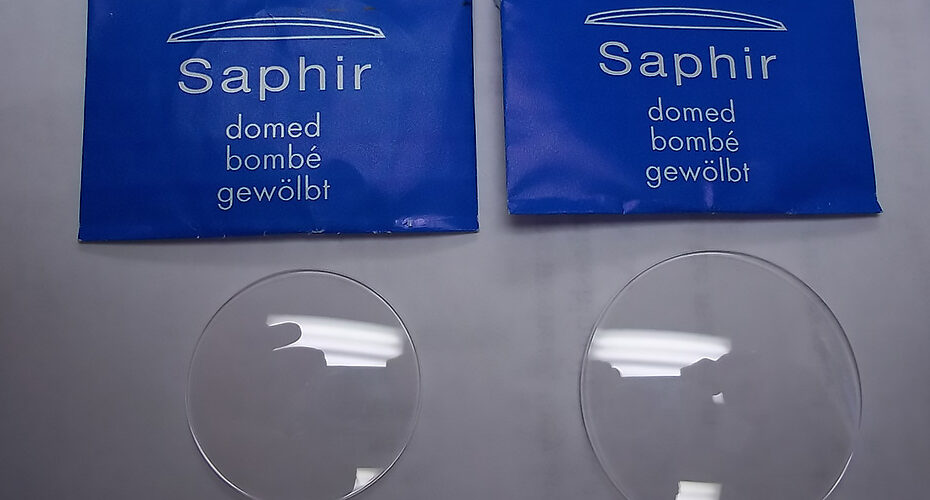 Saphir
domed
bombé
gewölbt
Saphir
domed
bombé
gewölbt